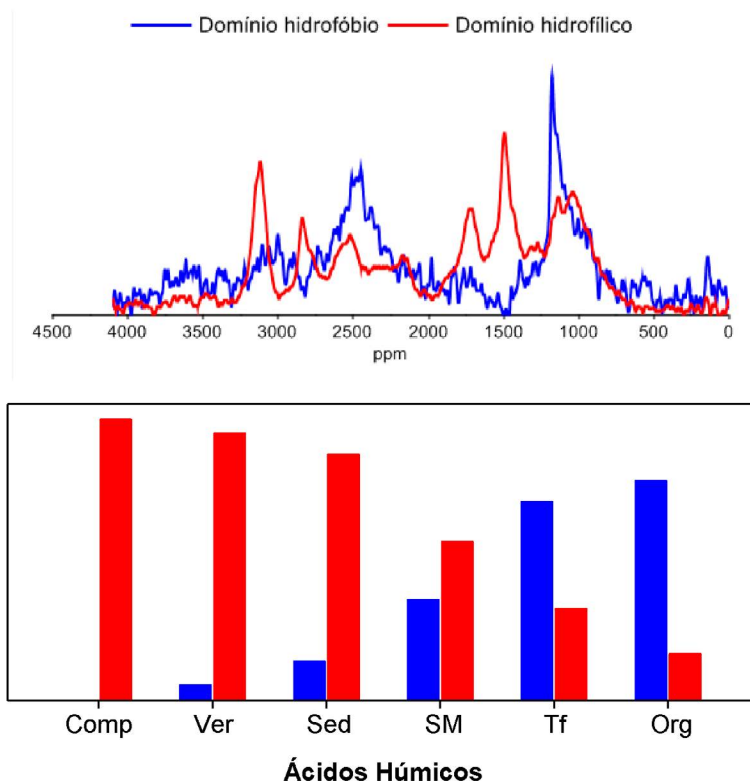 Domínio hidrofóbio Domínio hidrofílico
4500 4000 3500 3000 2500 2000 1500 1000 500 0
ppm
Comp Ver Sed SM Tf Org
Ácidos Húmicos